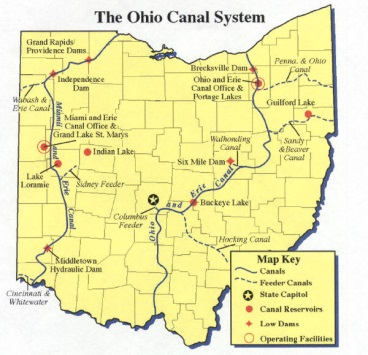 The Ohio Canal System
Grand Rapids/
Providence Dams
Independence
Dam
Wabash &
Erie Canal
Miami and Erie
Canal Office &
Grand Lake St. Marys
Indian Lake
Lake
Loramie
Sidney Feeder
Miami
and
Erie
Canal
Middletown
Hydraulic Dam
Cincinnati &
Whitewater
Brecksville Dam
Ohio and Erie
Canal Office &
Portage Lakes
Penna. & Ohio
Canal
Guilford Lake
Sandy
&Beaver
Canal
Walhonding
Canal
Six Mile Dam
Ohio
and
Erie
Canal
Buckeye Lake
Columbus
Feeder
Hocking Canal
Map Key
Canals
Feeder Canals
State Capitol
Canal Reservoirs
Low Dams
Operating Facilities